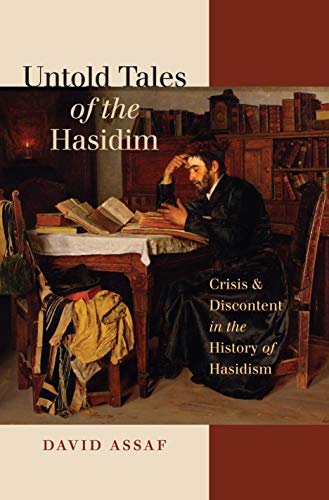 Untold Tales
of the
Hasidim
Crisis &
Discontent
in the
History of
Hasidism
DAVID ASSAF